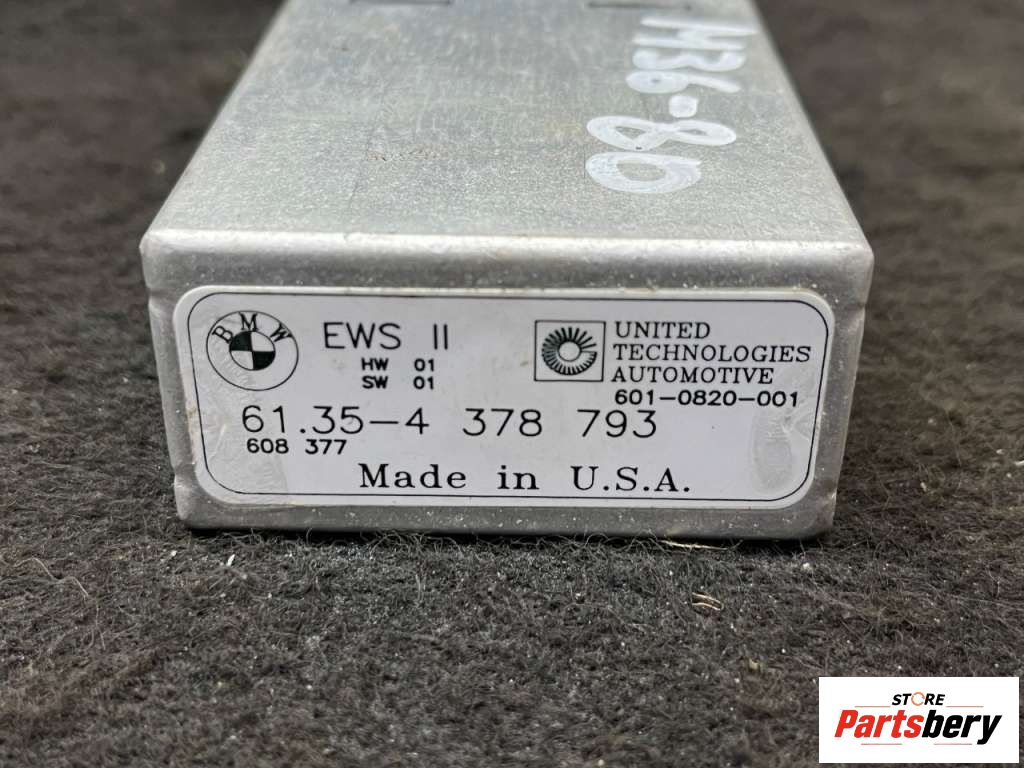 M36-89
BMW
EWS II
HW 01
SW 01
UNITED
TECHNOLOGIES
AUTOMOTIVE
601-0820-001
61.35-4 378 793
608 377
Made in U.S.A.
STORE
Partsbery